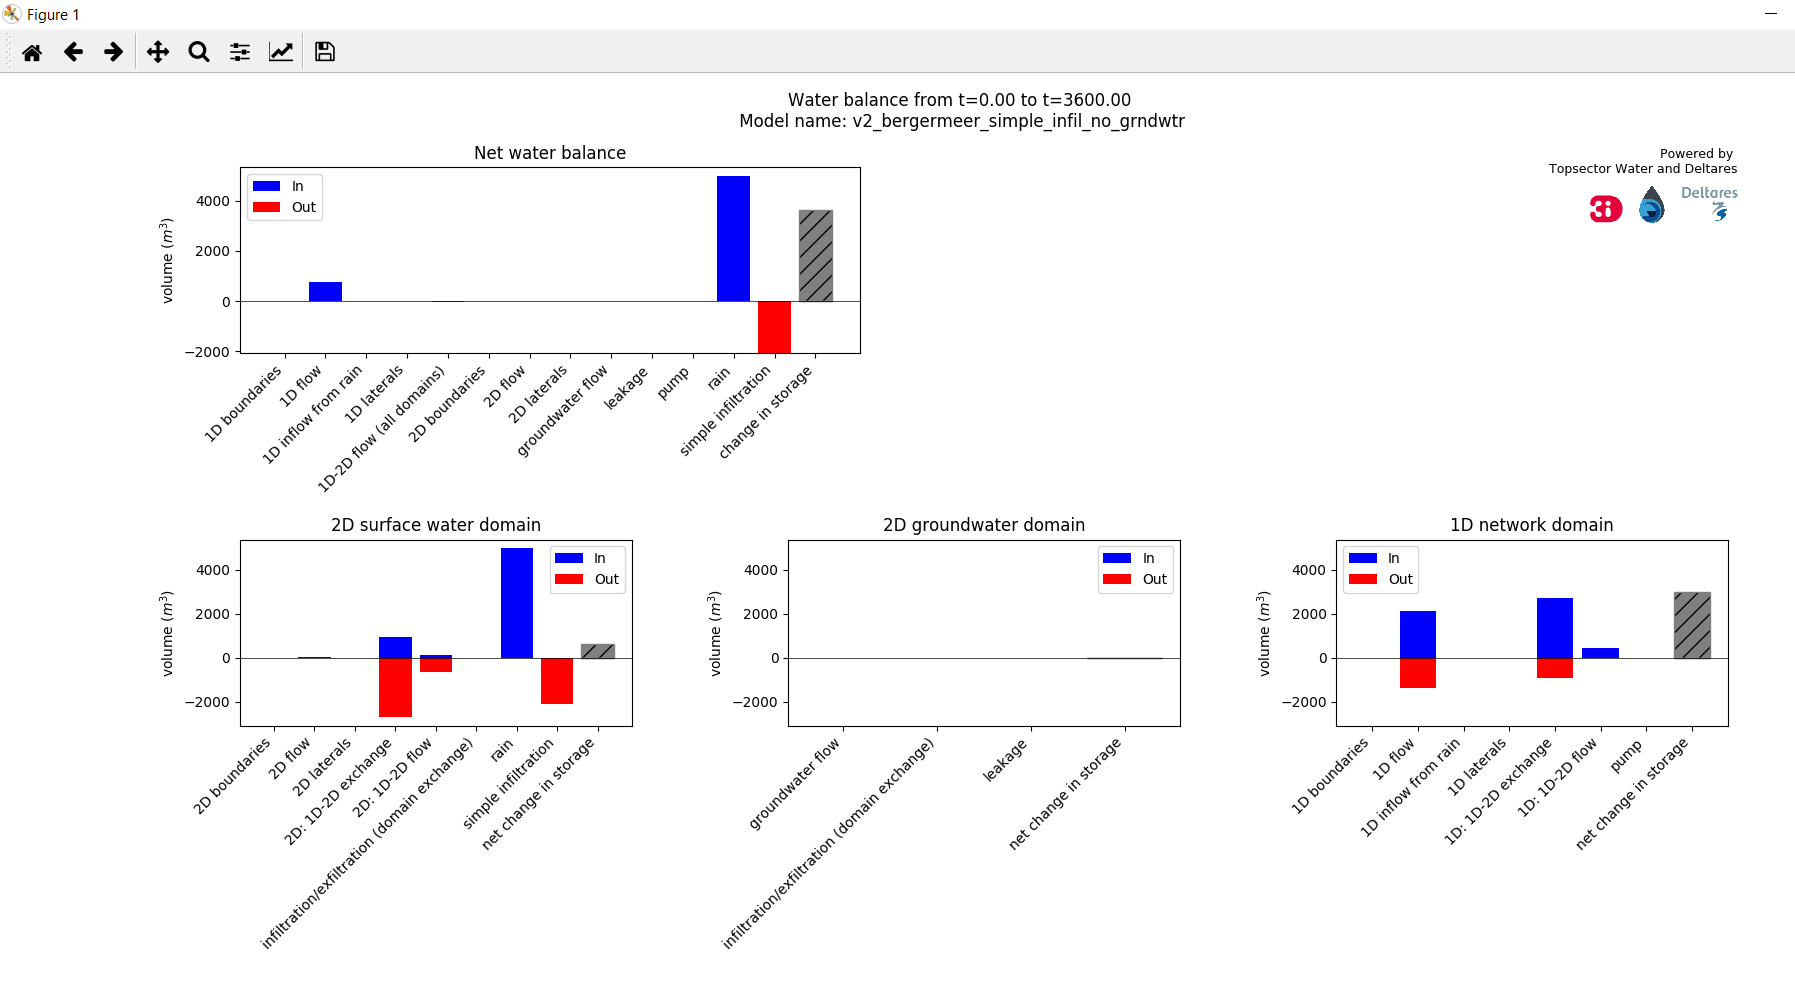 Figure 1
Water balance from t=0.00 to t=3600.00
Model name: v2_bergermeer_simple_infil_no_grndwtr
Net water balance
Powered by
Topsector Water and Deltares
3i
Deltares
In
Out
volume (m³)
4000
2000
0
−2000
1D boundaries
1D flow
1D inflow from rain
1D laterals
1D-2D flow (all domains)
2D boundaries
2D flow
2D laterals
groundwater flow
leakage
pump
rain
simple infiltration
change in storage
2D surface water domain
In
Out
volume (m³)
4000
2000
0
−2000
2D boundaries
2D flow
2D laterals
2D: 1D-2D exchange
2D: 1D-2D flow
infiltration/exfiltration (domain exchange)
rain
simple infiltration
net change in storage
2D groundwater domain
In
Out
volume (m³)
4000
2000
0
−2000
groundwater flow
infiltration/exfiltration (domain exchange)
leakage
net change in storage
1D network domain
In
Out
volume (m³)
4000
2000
0
−2000
1D boundaries
1D flow
1D inflow from rain
1D laterals
1D: 1D-2D exchange
1D: 1D-2D flow
pump
net change in storage